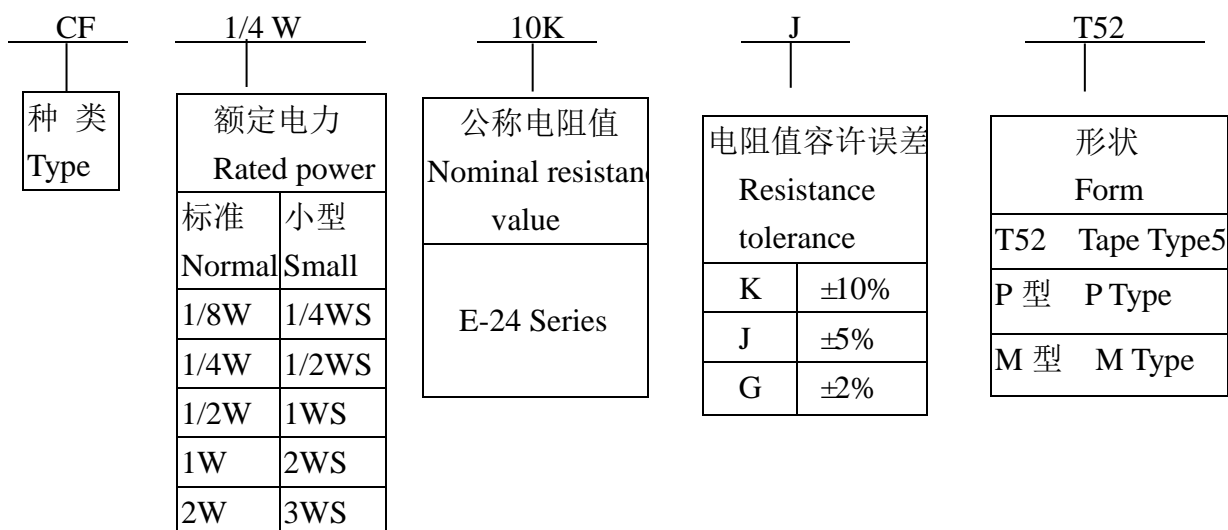 CF 1/4 W 10K J T52
种 类
Type
额定电力
Rated power
标准 小型
Normal Small
1/8W 1/4WS
1/4W 1/2WS
1/2W 1WS
1W 2WS
2W 3WS
公称电阻值
Nominal resistan
value
E-24 Series
电阻值容许误差
Resistance
tolerance
K ±10%
J ±5%
G ±2%
形状
Form
T52 Tape Type5
P 型 P Type
M 型 M Type